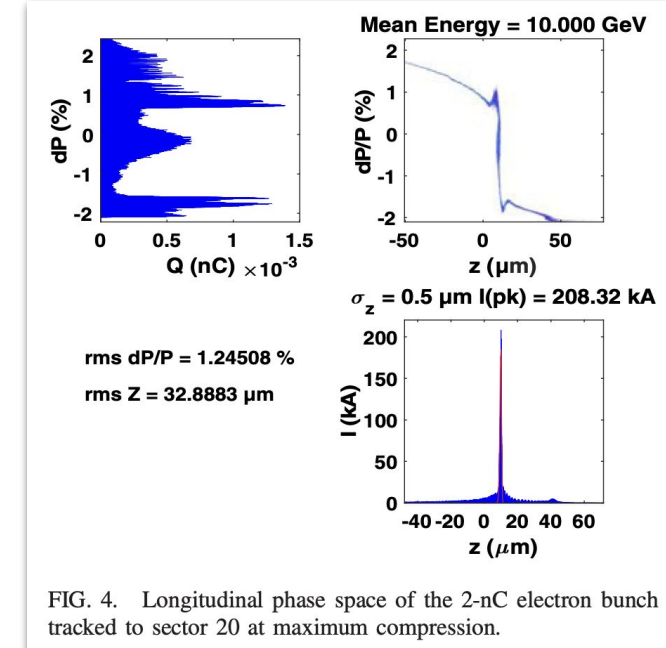 Mean Energy = 10.000 GeV
2
1
0
-1
-2
dP (%)
0 0.5 1 1.5
Q (nC) ×10-3
2
1
0
-1
-2
dP/P (%)
-50 0 50
z (µm)
σz = 0.5 µm I(pk) = 208.32 kA
rms dP/P = 1.24508 %
rms Z = 32.8883 µm
200
150
100
50
0
I (kA)
-40 -20 0 20 40 60
z (μm)
FIG. 4. Longitudinal phase space of the 2-nC electron bunch
tracked to sector 20 at maximum compression.